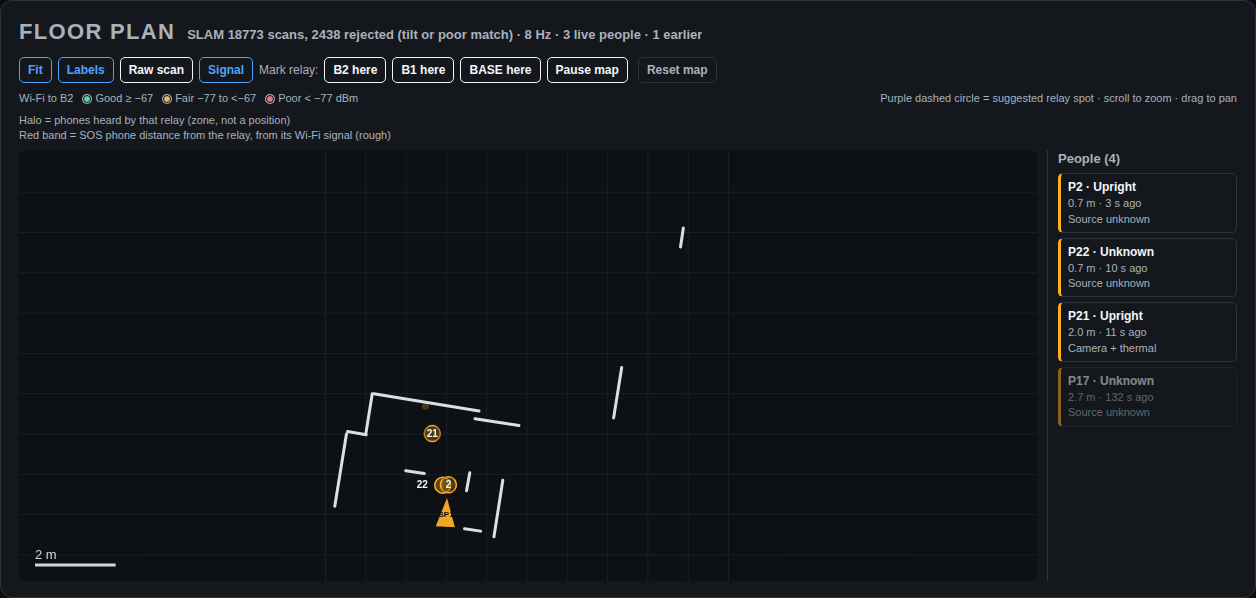 FLOOR PLAN SLAM 18773 scans, 2438 rejected (tilt or poor match) · 8 Hz · 3 live people · 1 earlier
Fit Labels Raw scan Signal Mark relay: B2 here B1 here BASE here Pause map Reset map
Wi-Fi to B2 Good ≥ −67 Fair −77 to <−67 Poor < −77 dBm
Purple dashed circle = suggested relay spot · scroll to zoom · drag to pan
Halo = phones heard by that relay (zone, not a position)
Red band = SOS phone distance from the relay, from its Wi-Fi signal (rough)
21
22
2
2 m
People (4)
P2 · Upright
0.7 m · 3 s ago
Source unknown
P22 · Unknown
0.7 m · 10 s ago
Source unknown
P21 · Upright
2.0 m · 11 s ago
Camera + thermal
P17 · Unknown
2.7 m · 132 s ago
Source unknown